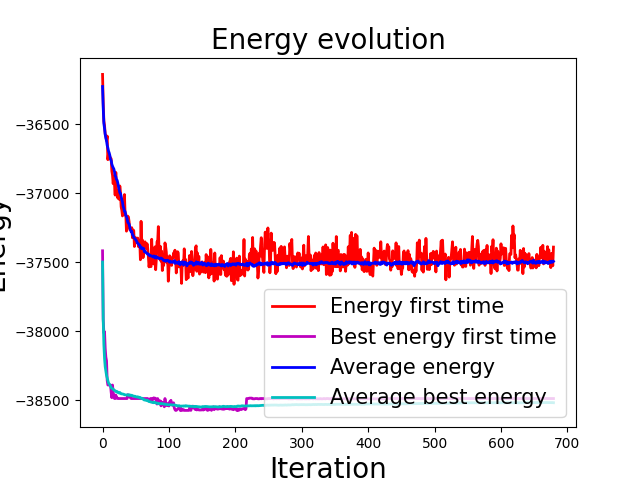 Energy evolution
Energy
−36500
−37000
−37500
−38000
−38500
Energy first time
Best energy first time
Average energy
Average best energy
0 100 200 300 400 500 600 700
Iteration